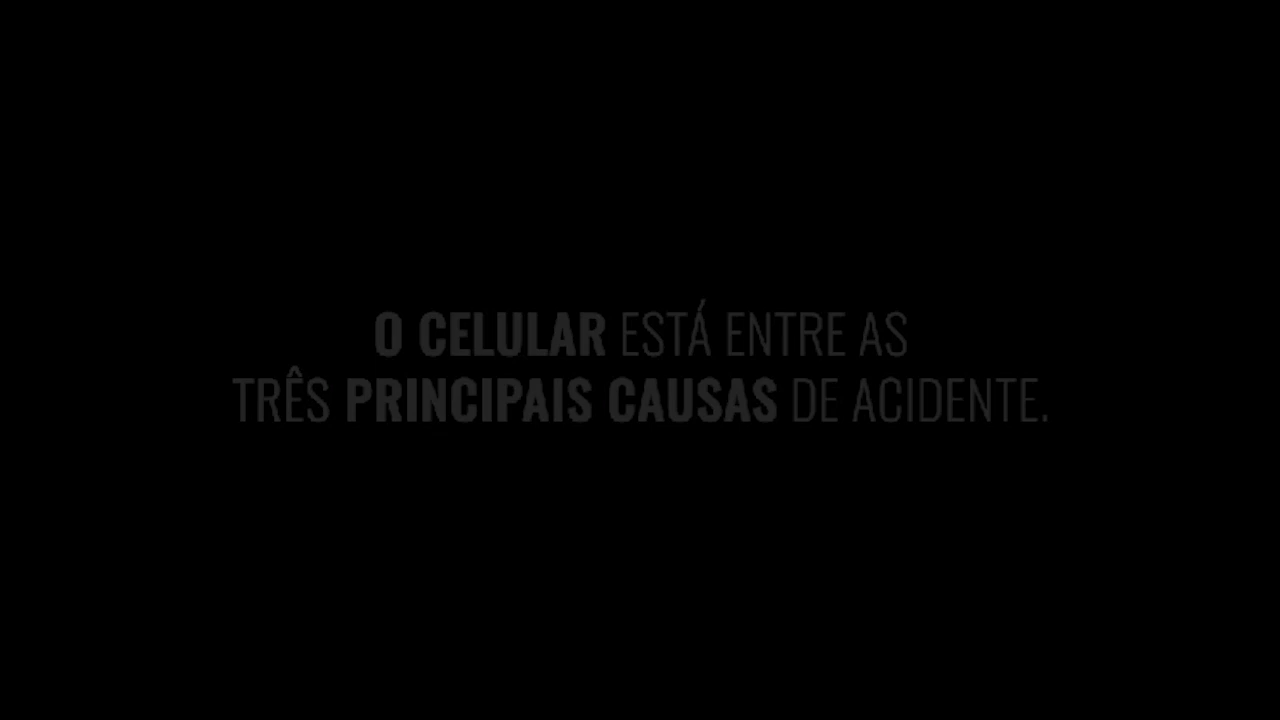 O CELULAR ESTÁ ENTRE AS
TRÊS PRINCIPAIS CAUSAS DE ACIDENTE.